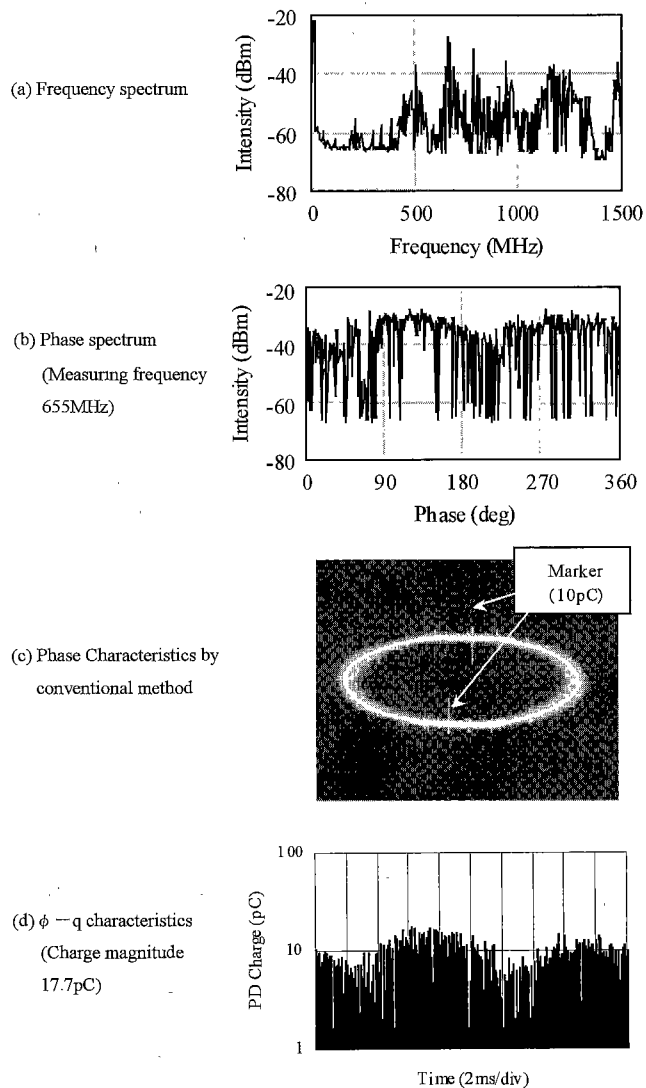 (a) Frequency spectrum
Intensity (dBm)
-20
-40
-60
-80
0 500 1000 1500
Frequency (MHz)
(b) Phase spectrum
(Measuring frequency
655MHz)
Intensity (dBm)
-20
-40
-60
-80
0 90 180 270 360
Phase (deg)
Marker
(10pC)
(c) Phase Characteristics by
conventional method
(d) ϕ —q characteristics
(Charge magnitude
17.7pC)
PD Charge (pC)
100
10
1
Time (2ms/div)